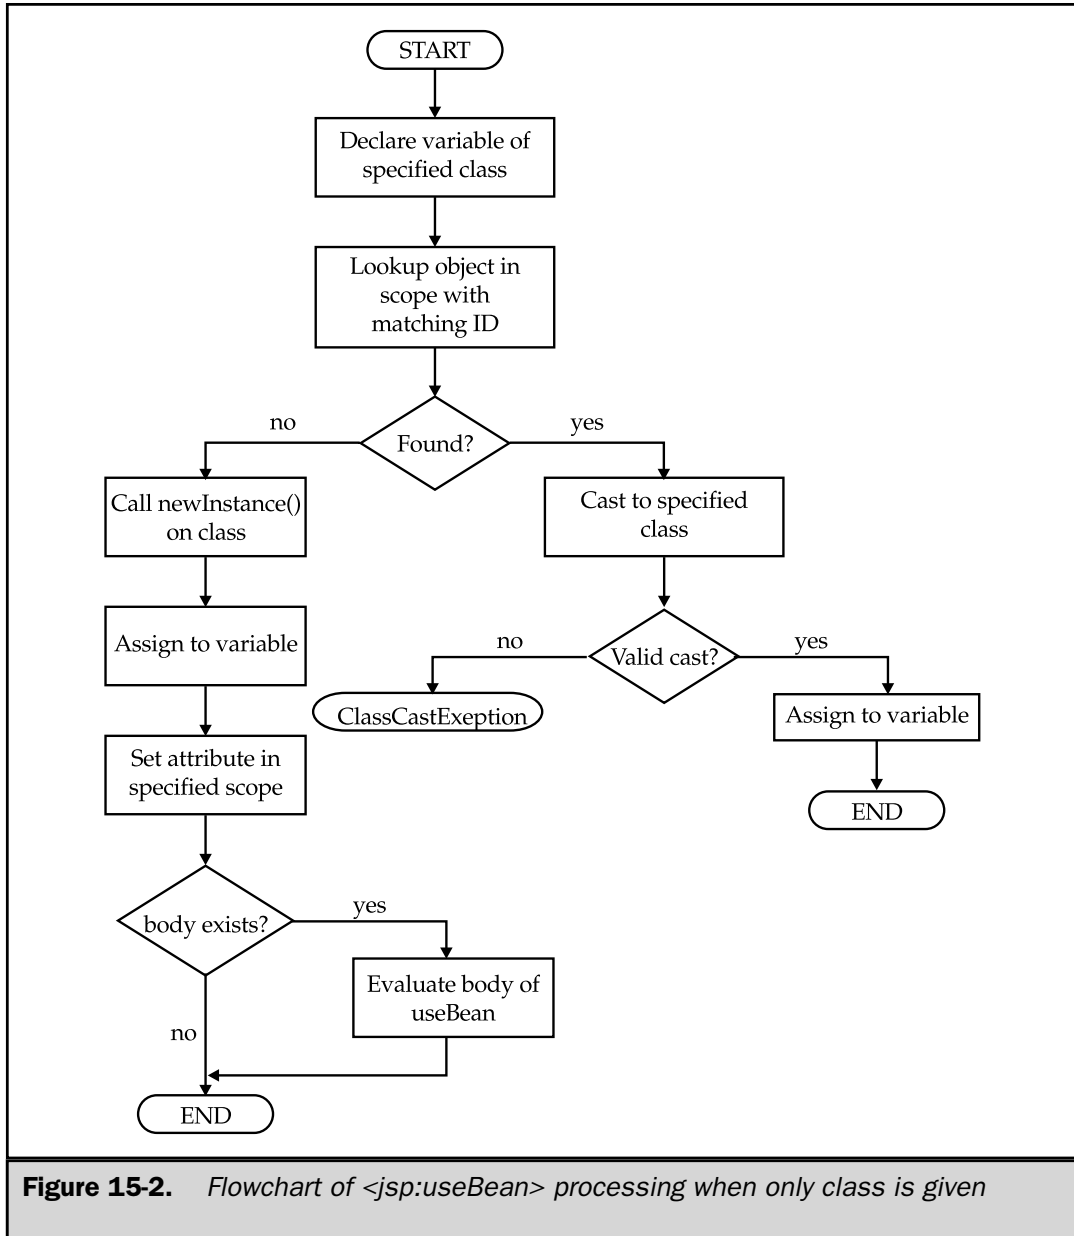 START
Declare variable of
specified class
Lookup object in
scope with
matching ID
no
Found?
yes
Call newInstance()
on class
Cast to specified
class
Assign to variable
no
Valid cast?
yes
ClassCastExeption
Assign to variable
Set attribute in
specified scope
END
body exists?
yes
Evaluate body of
useBean
no
END
Figure 15-2. Flowchart of <jsp:useBean> processing when only class is given